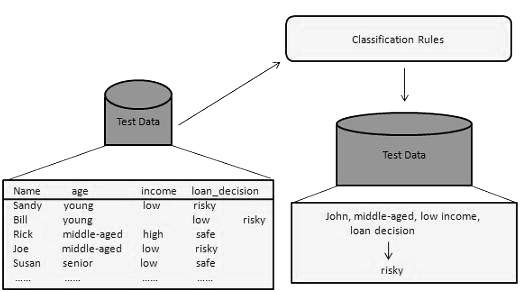 Classification Rules
Test Data
Test Data
Name age income loan_decision
Sandy young low risky
Bill young low risky
Rick middle-aged high safe
Joe middle-aged low risky
Susan senior low safe
...... ...... ...... ......
John, middle-aged, low income,
loan decision
risky